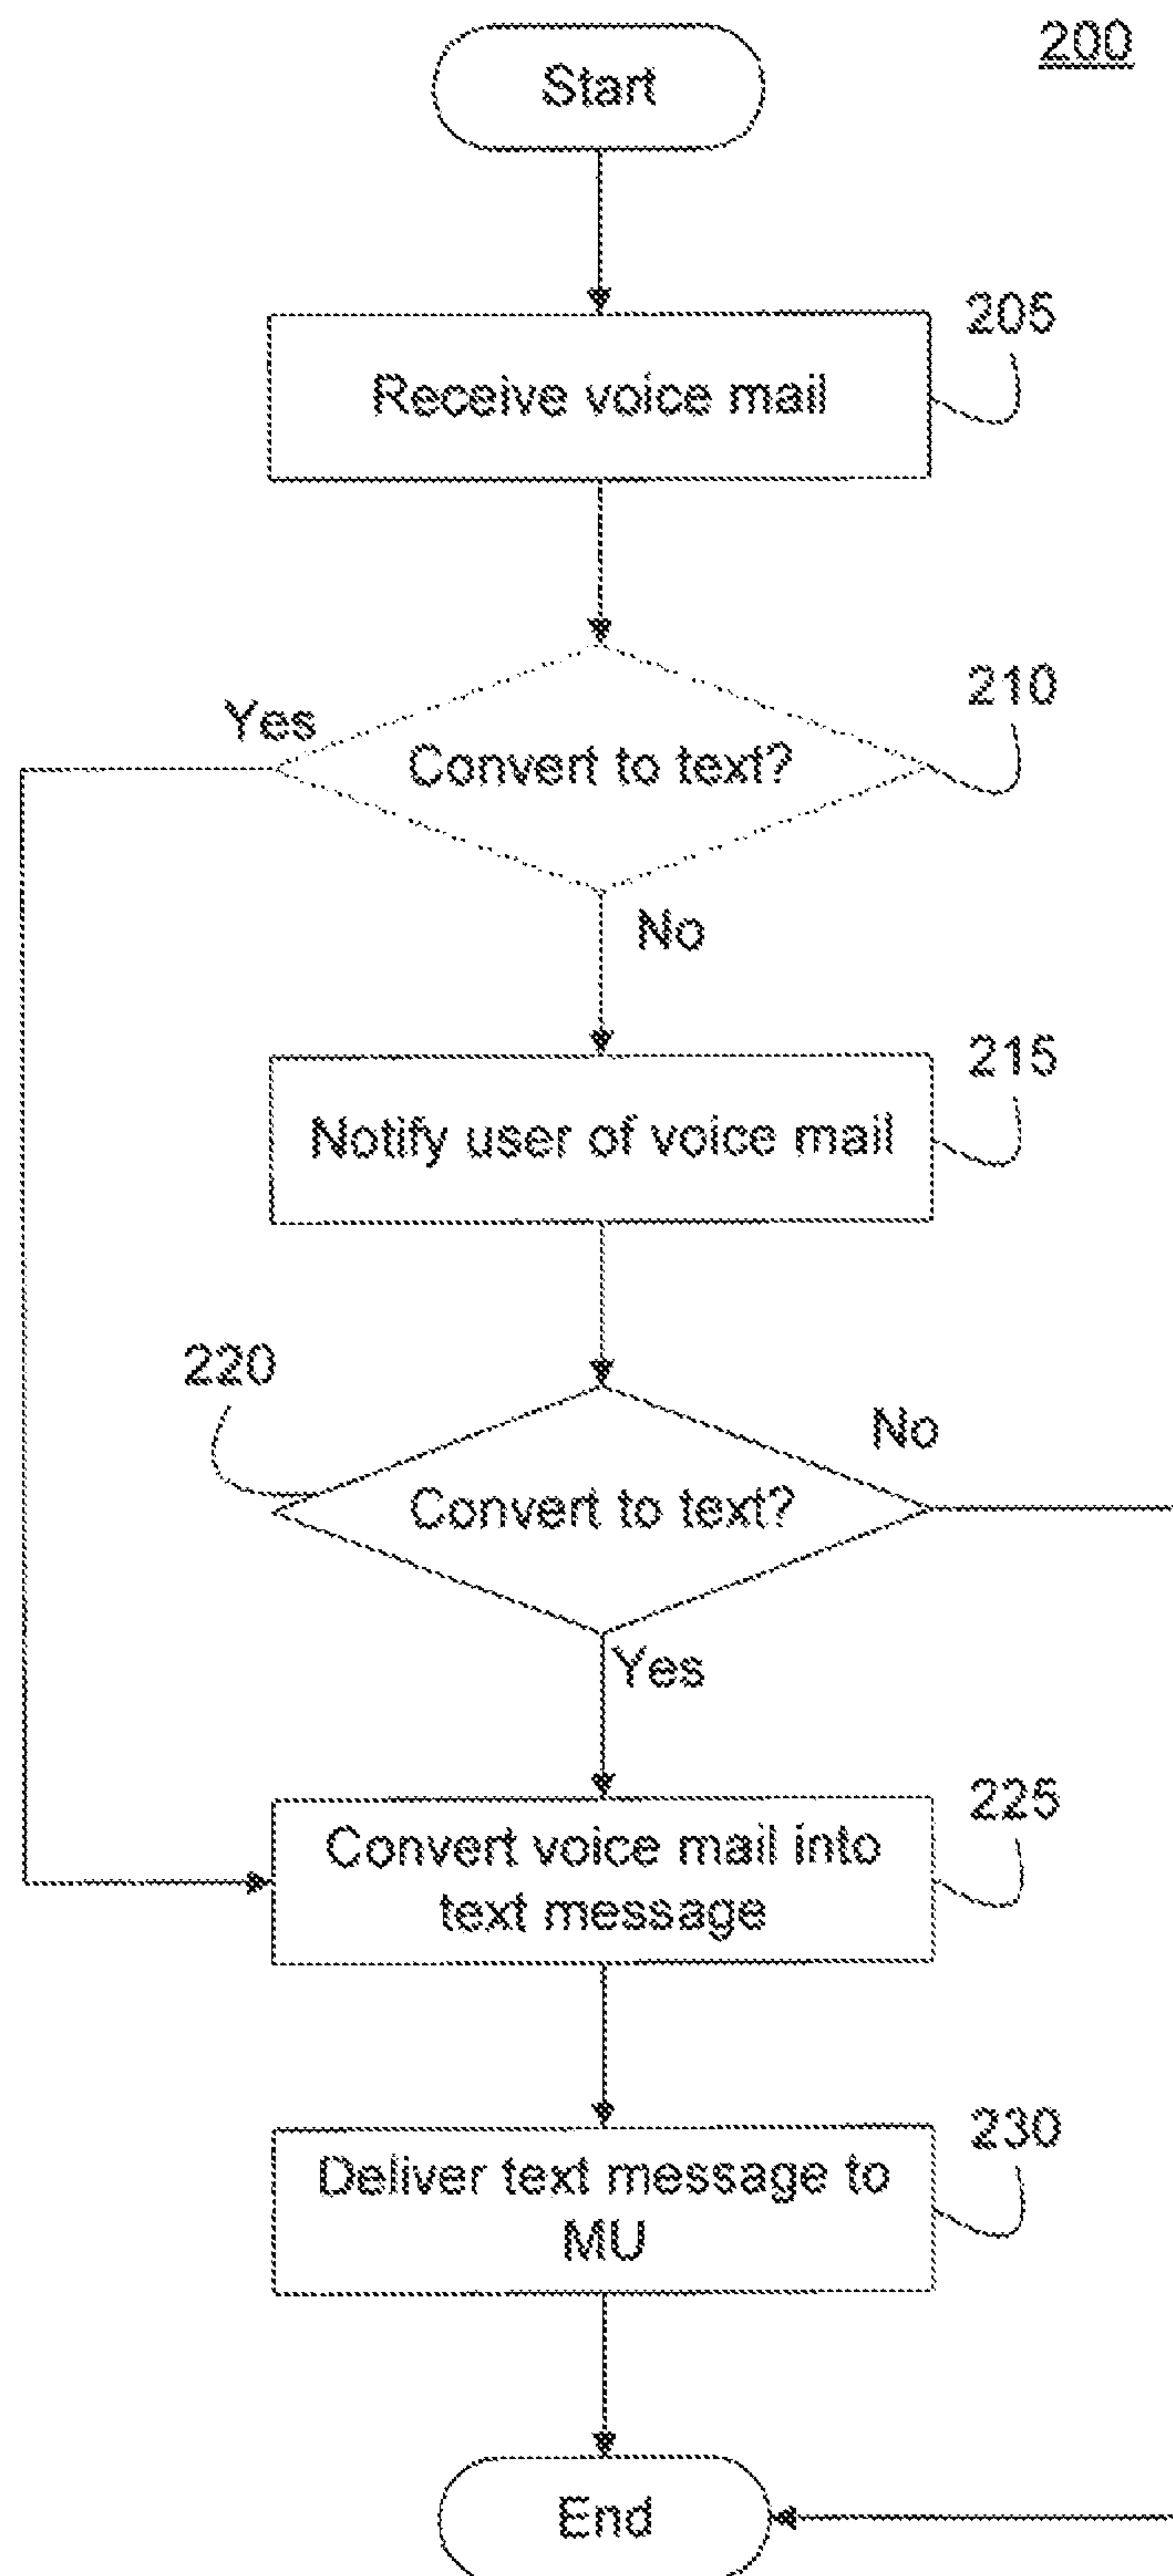 200
Start
205
Receive voice mail
210
Yes
Convert to text?
No
215
Notify user of voice mail
220
No
Convert to text?
Yes
225
Convert voice mail into
text message
230
Deliver text message to
MU
End